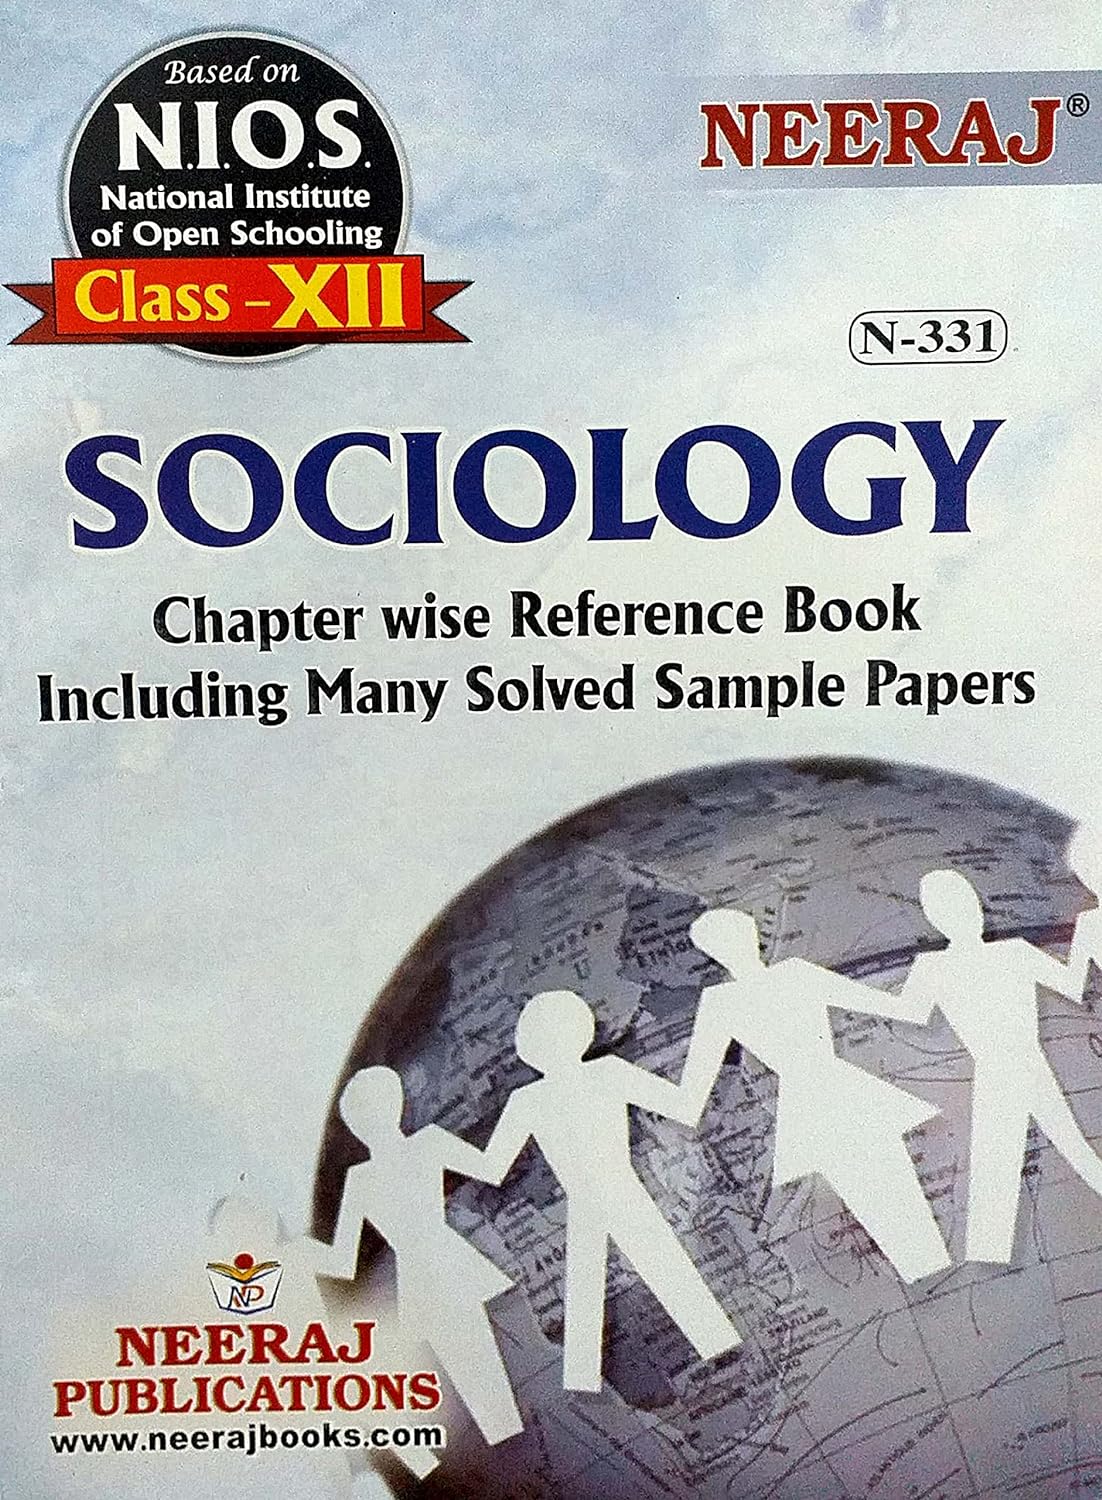 Based on
N.I.O.S.
National Institute
of Open Schooling
Class -XII
NEERAJ®
N-331
SOCIOLOGY
Chapter wise Reference Book
Including Many Solved Sample Papers
NP
NEERAJ
PUBLICATIONS
www.neerajbooks.com